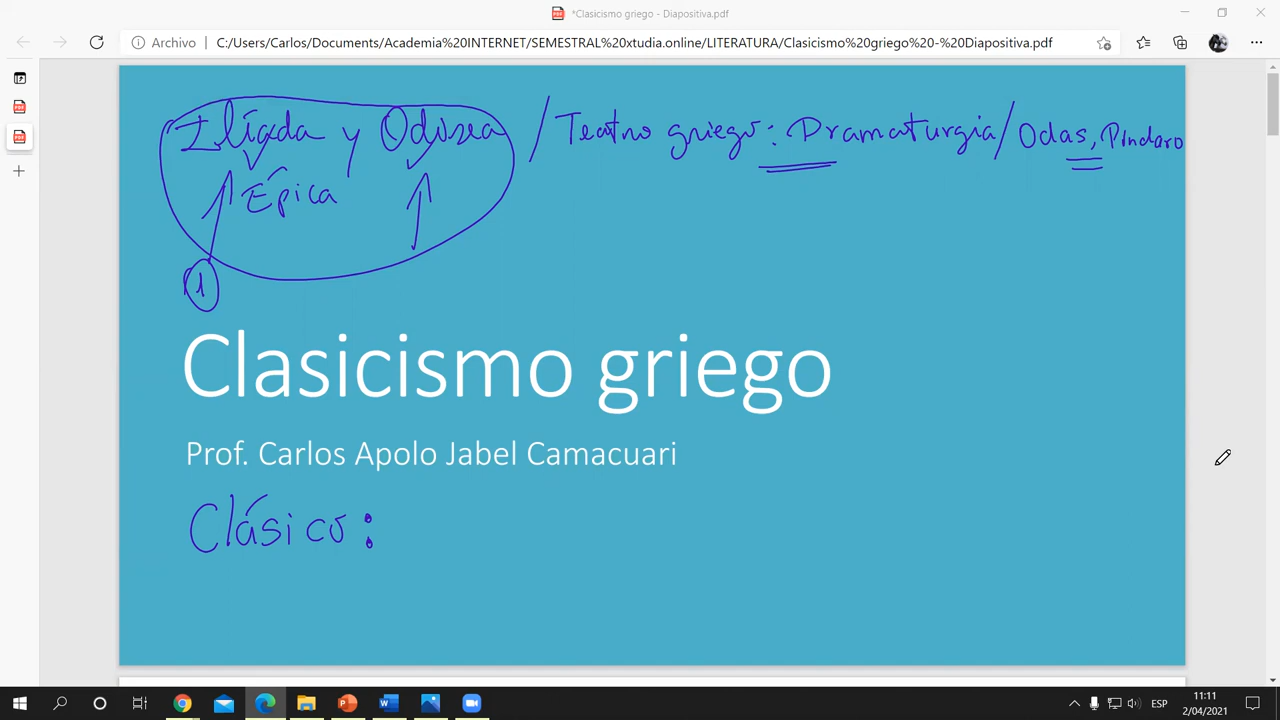 *Clasicismo griego - Diapositiva.pdf
Archivo C:/Users/Carlos/Documents/Academia%20INTERNET/SEMESTRAL%20xtudia.online/LITERATURA/Clasicismo%20griego%20-%20Diapositiva.pdf
Ilíada y Odisea / Teatro griego: Dramaturgia / Odas, Píndaro
Épica
1
Clasicismo griego
Prof. Carlos Apolo Jabel Camacuari
Clásico:
ESP
11:11
2/04/2021